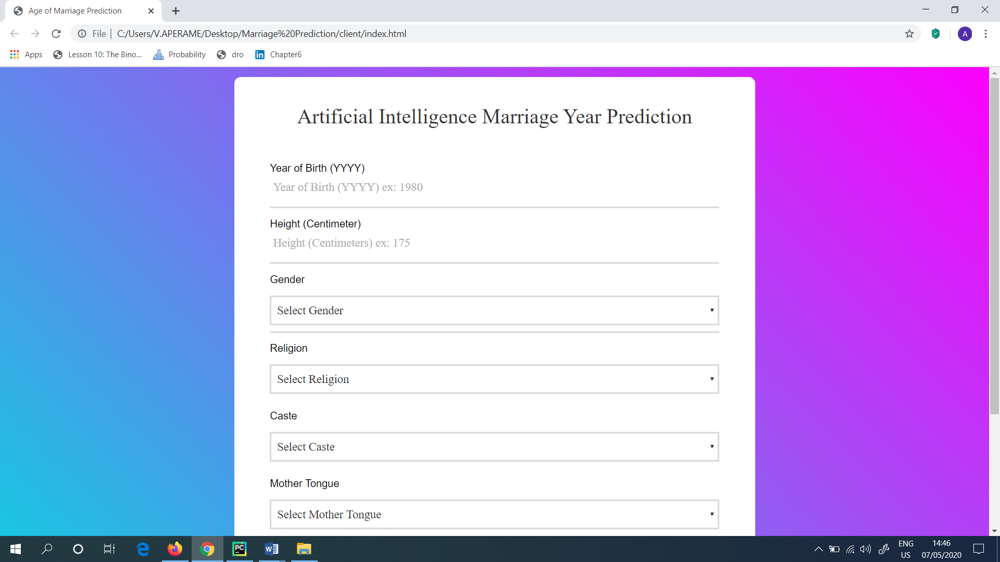 Age of Marriage Prediction
File | C:/Users/V.APERAME/Desktop/Marriage%20Prediction/client/index.html
A
Apps Lesson 10: The Bino... Probability dro in Chapter6
Artificial Intelligence Marriage Year Prediction
Year of Birth (YYYY)
Year of Birth (YYYY) ex: 1980
Height (Centimeter)
Height (Centimeters) ex: 175
Gender
Select Gender
Religion
Select Religion
Caste
Select Caste
Mother Tongue
Select Mother Tongue
e PC W ENG 14:46
US 07/05/2020